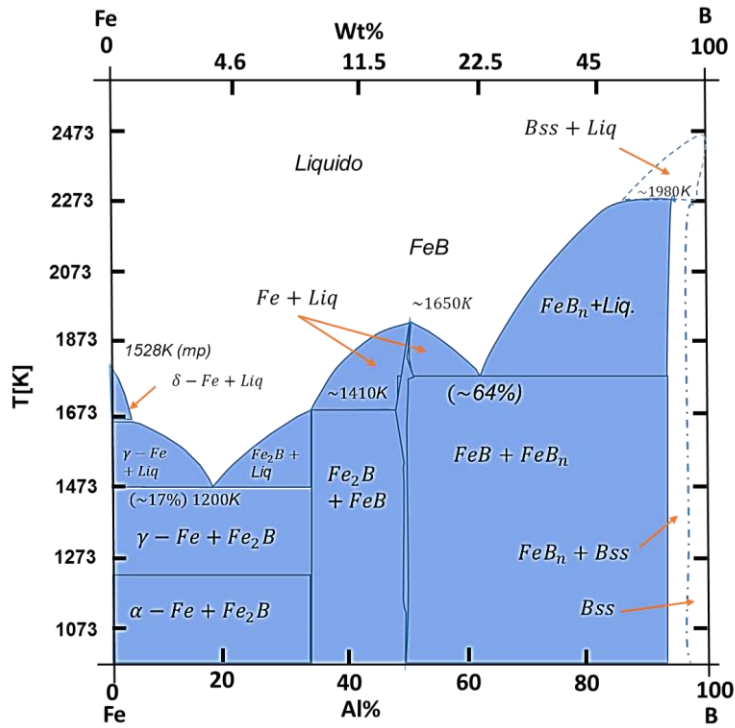 Fe
B
0
Wt%
100
4.6
11.5
22.5
45
2473
2273
2073
1873
1673
1473
1273
1073
T[K]
Bss + Liq
Liquido
~1980K
FeB
Fe + Liq
~1650K
FeBn+Liq.
1528K (mp)
δ − Fe + Liq
~1410K
(~64%)
γ − Fe
+ Liq
Fe₂B +
Liq
Fe₂B
+ FeB
FeB + FeBn
(~17%) 1200K
γ − Fe + Fe₂B
FeBn + Bss
α − Fe + Fe₂B
Bss
0
20
40
60
80
100
Fe
Al%
B